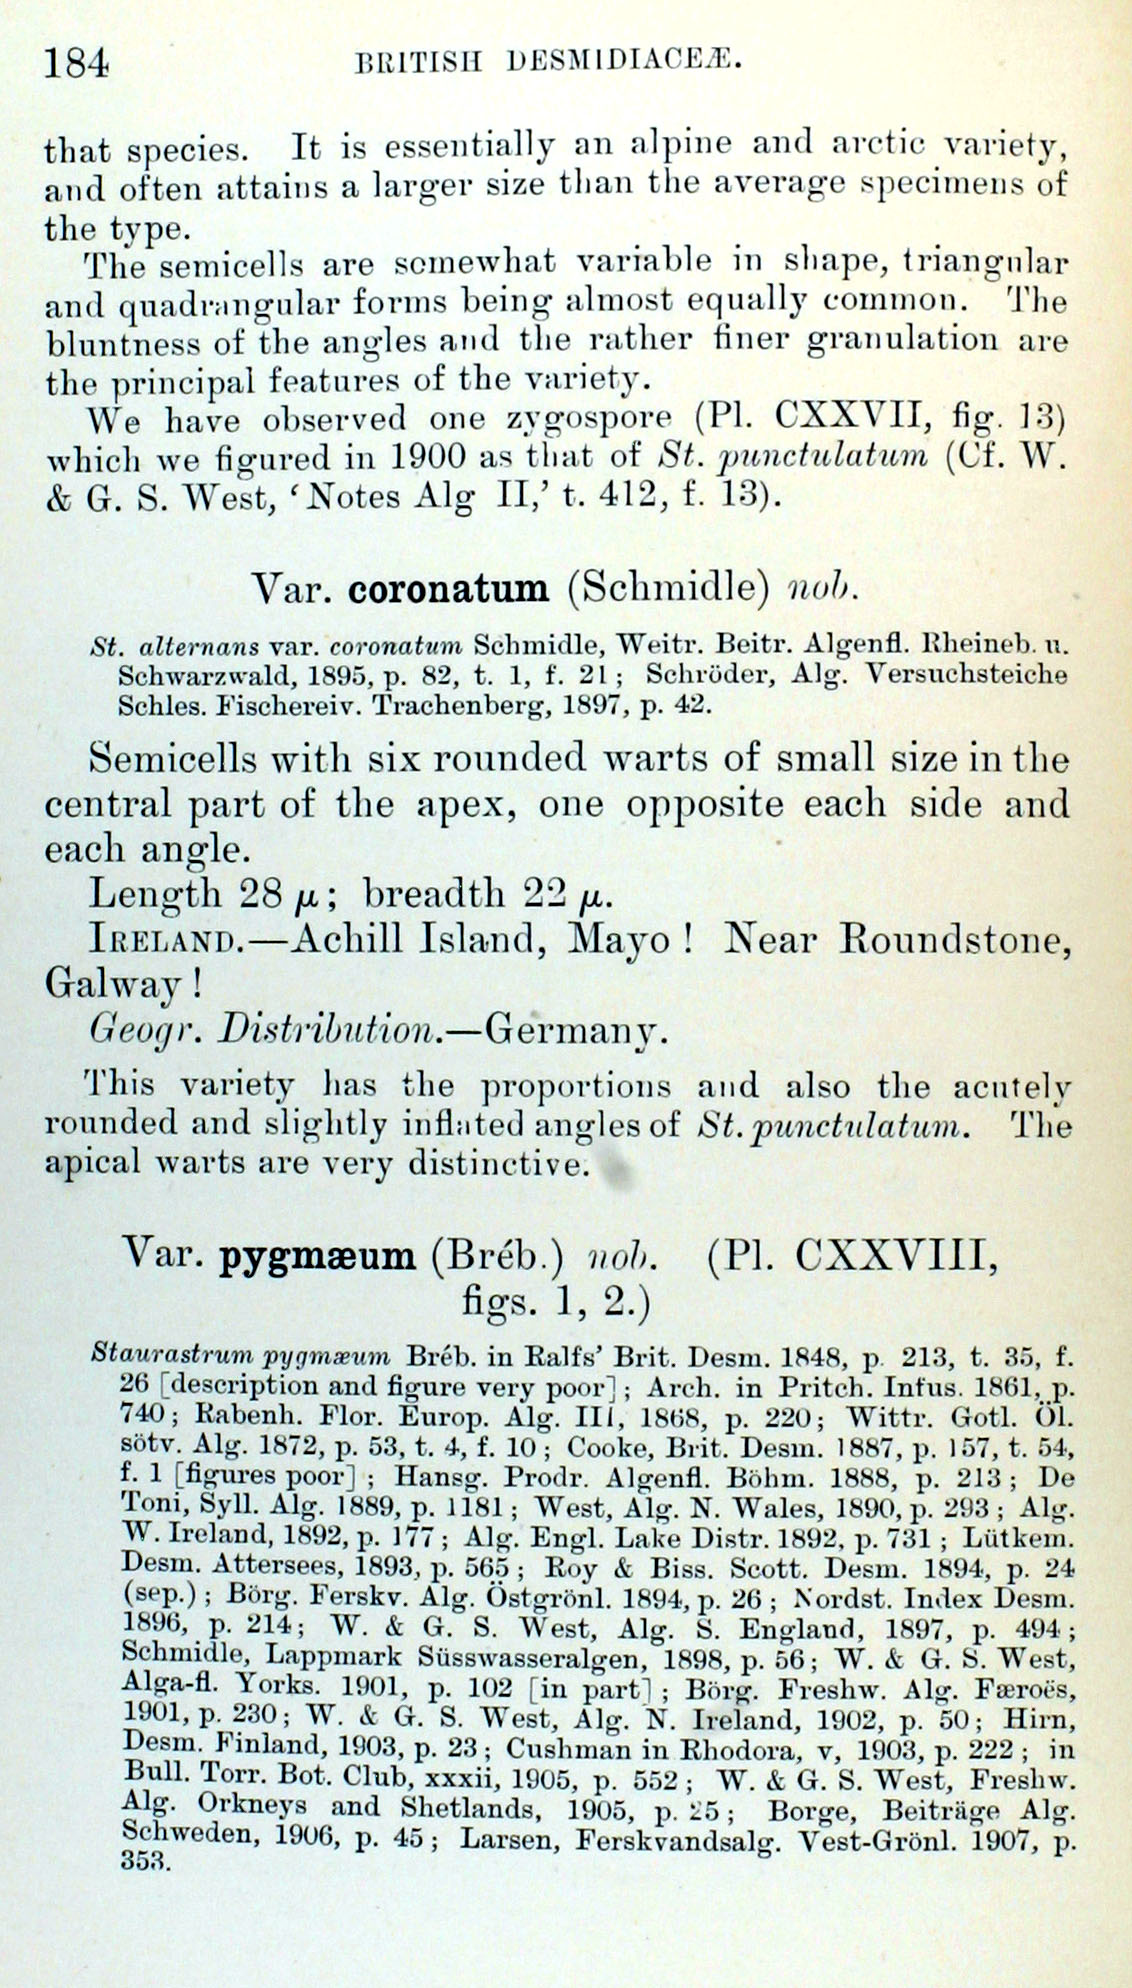 184 BRITISH DESMIDIACEÆ.
that species. It is essentially an alpine and arctic variety,
and often attains a larger size than the average specimens of
the type.
The semicells are somewhat variable in shape, triangular
and quadrangular forms being almost equally common. The
bluntness of the angles and the rather finer granulation are
the principal features of the variety.
We have observed one zygospore (Pl. CXXVII, fig. 13)
which we figured in 1900 as that of St. punctulatum (Cf. W.
& G. S. West, ‘Notes Alg II,’ t. 412, f. 13).
Var. coronatum (Schmidle) nob.
St. alternans var. coronatum Schmidle, Weitr. Beitr. Algenfl. Rheineb. u.
Schwarzwald, 1895, p. 82, t. 1, f. 21; Schröder, Alg. Versuchsteiche
Schles. Fischereiv. Trachenberg, 1897, p. 42.
Semicells with six rounded warts of small size in the
central part of the apex, one opposite each side and
each angle.
Length 28 μ; breadth 22 μ.
IRELAND.—Achill Island, Mayo! Near Roundstone,
Galway!
Geogr. Distribution.—Germany.
This variety has the proportions and also the acutely
rounded and slightly inflated angles of St. punctulatum. The
apical warts are very distinctive.
Var. pygmæum (Bréb.) nob. (Pl. CXXVIII,
figs. 1, 2.)
Staurastrum pygmæum Bréb. in Ralfs’ Brit. Desm. 1848, p. 213, t. 35, f.
26 [description and figure very poor]; Arch. in Pritch. Infus. 1861, p.
740; Rabenh. Flor. Europ. Alg. III, 1868, p. 220; Wittr. Gotl. Öl.
sötv. Alg. 1872, p. 53, t. 4, f. 10; Cooke, Brit. Desm. 1887, p. 157, t. 54,
f. 1 [figures poor]; Hansg. Prodr. Algenfl. Böhm. 1888, p. 213; De
Toni, Syll. Alg. 1889, p. 1181; West, Alg. N. Wales, 1890, p. 293; Alg.
W. Ireland, 1892, p. 177; Alg. Engl. Lake Distr. 1892, p. 731; Lütkem.
Desm. Attersees, 1893, p. 565; Roy & Biss. Scott. Desm. 1894, p. 24
(sep.); Börg. Ferskv. Alg. Östgrönl. 1894, p. 26; Nordst. Index Desm.
1896, p. 214; W. & G. S. West, Alg. S. England, 1897, p. 494;
Schmidle, Lappmark Süsswasseralgen, 1898, p. 56; W. & G. S. West,
Alga-fl. Yorks. 1901, p. 102 [in part]; Börg. Freshw. Alg. Færoës,
1901, p. 230; W. & G. S. West, Alg. N. Ireland, 1902, p. 50; Hirn,
Desm. Finland, 1903, p. 23; Cushman in Rhodora, v, 1903, p. 222; in
Bull. Torr. Bot. Club, xxxii, 1905, p. 552; W. & G. S. West, Freshw.
Alg. Orkneys and Shetlands, 1905, p. 25; Borge, Beiträge Alg.
Schweden, 1906, p. 45; Larsen, Ferskvandsalg. Vest-Grönl. 1907, p.
353.